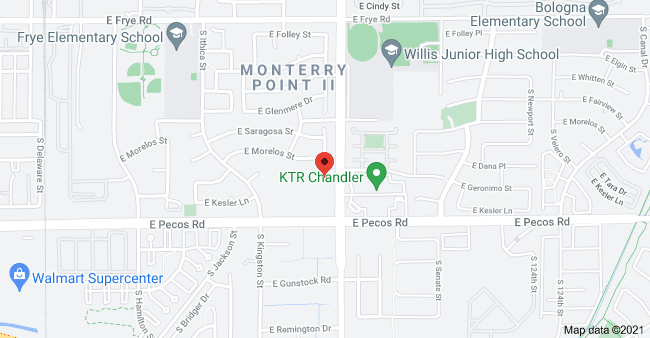 E Cindy St
E Frye Rd
E Frye Rd
Bologna
Elementary School
Frye Elementary School
E Folley St
E Folley Pl
S Ithica St
Willis Junior High School
S Canal Dr
E Elgin St
MONTERRY
POINT II
E Whitten St
E Glenmere Dr
S Newport St
E Fairview St
E Saragosa St
E Morelos St
S Velero St
E Morelos St
E Morelos St
S Delaware St
E Dana Pl
KTR Chandler
E Geronimo St
E Tara Dr
E Kesler Ln
E Kesler Ln
E Kesler Ln
E Pecos Rd
E Pecos Rd
E Pecos Rd
S Jackson St
S Kingston St
Walmart Supercenter
E Gunstock Rd
S Senate St
S 124th St
S 124th St
S Hamilton St
S Bridger Dr
E Remington Dr
Map data ©2021